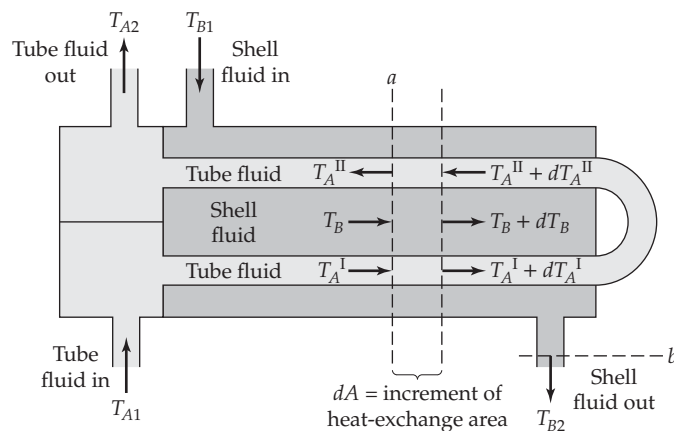 T_A2
T_B1
Tube fluid
out
Shell
fluid in
a
Tube fluid
T_A^II
T_A^II + dT_A^II
Shell
fluid
T_B
T_B + dT_B
Tube fluid
T_A^I
T_A^I + dT_A^I
Tube
fluid in
T_A1
dA = increment of
heat-exchange area
b
Shell
fluid out
T_B2